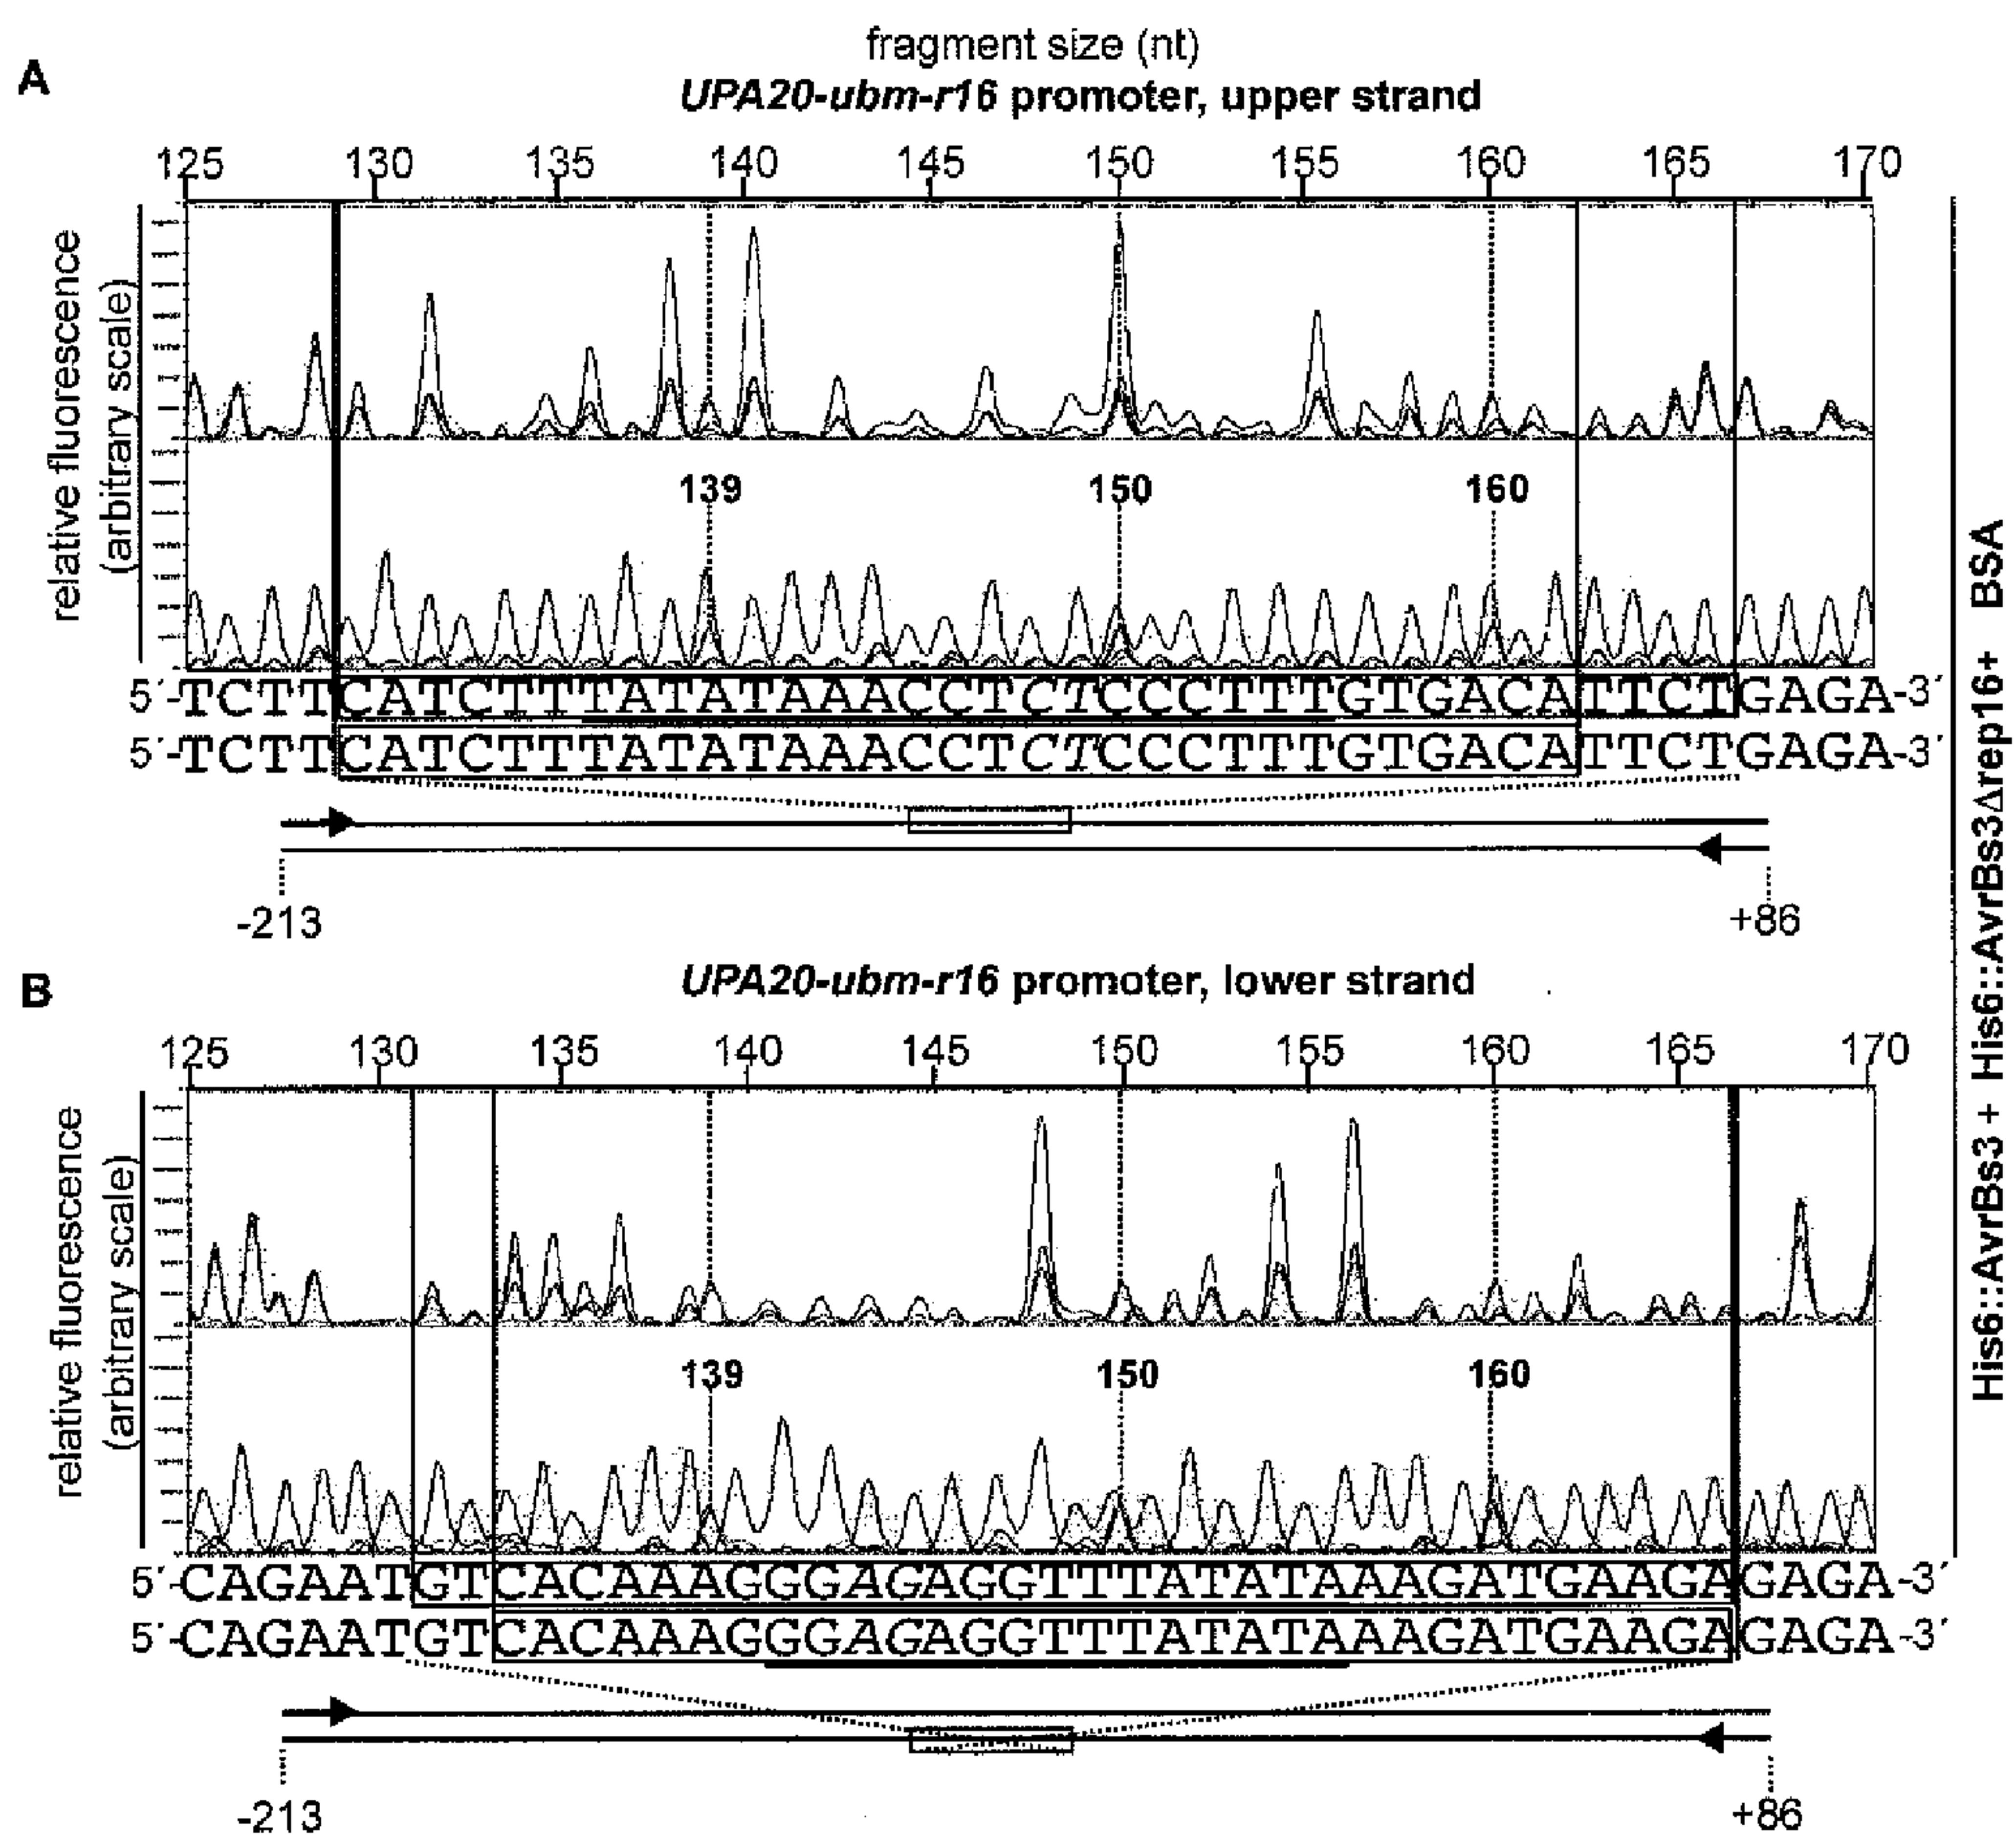 A
fragment size (nt)
UPA20-ubm-r16 promoter, upper strand
125 130 135 140 145 150 155 160 165 170
relative fluorescence
(arbitrary scale)
139 150 160
5´-TCTTCATCTTTTATATAAACCTCTCCCTTTGTGACATTCTGAGA-3´
5´-TCTTCATCTTTTATATAAACCTCTCCCTTTGTGACATTCTGAGA-3´
-213 +86
B
UPA20-ubm-r16 promoter, lower strand
125 130 135 140 145 150 155 160 165 170
relative fluorescence
(arbitrary scale)
139 150 160
5´-CAGAATGTCACAAAGGGAGAGGTTTATATAAAGATGAAGAGAGA-3´
5´-CAGAATGTCACAAAGGGAGAGGTTTATATAAAGATGAAGAGAGA-3´
-213 +86
His6::AvrBs3 + His6::AvrBs3Δrep16+ BSA